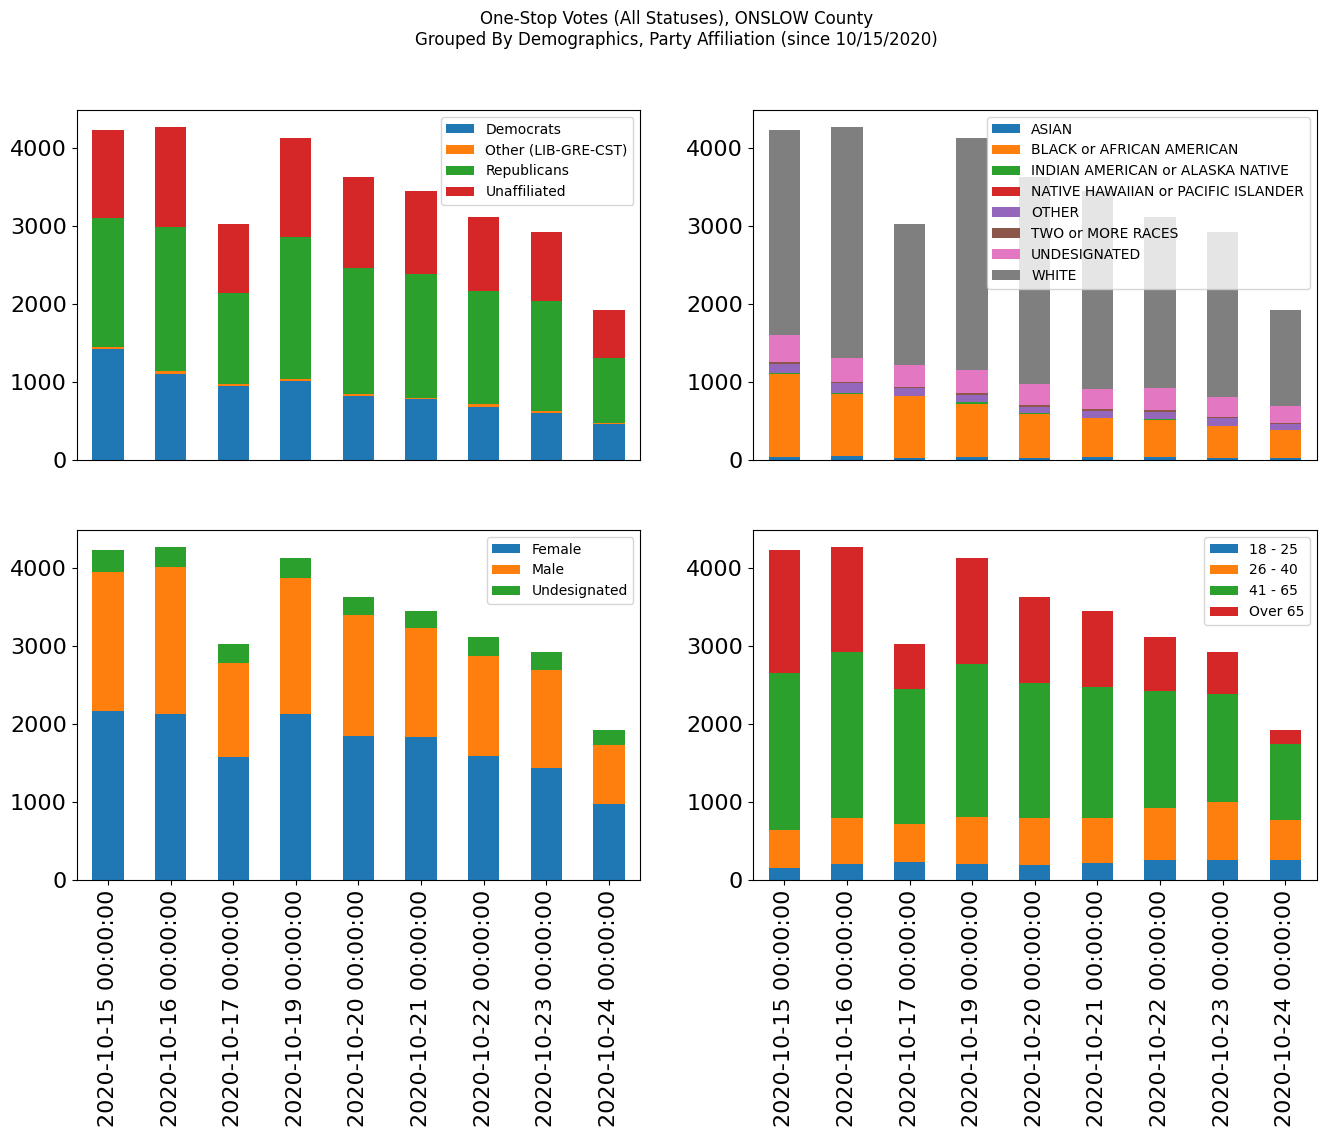 One-Stop Votes (All Statuses), ONSLOW County
Grouped By Demographics, Party Affiliation (since 10/15/2020)
4000
3000
2000
1000
0
Democrats
Other (LIB-GRE-CST)
Republicans
Unaffiliated
4000
3000
2000
1000
0
ASIAN
BLACK or AFRICAN AMERICAN
INDIAN AMERICAN or ALASKA NATIVE
NATIVE HAWAIIAN or PACIFIC ISLANDER
OTHER
TWO or MORE RACES
UNDESIGNATED
WHITE
4000
3000
2000
1000
0
Female
Male
Undesignated
2020-10-15 00:00:00
2020-10-16 00:00:00
2020-10-17 00:00:00
2020-10-19 00:00:00
2020-10-20 00:00:00
2020-10-21 00:00:00
2020-10-22 00:00:00
2020-10-23 00:00:00
2020-10-24 00:00:00
4000
3000
2000
1000
0
18 - 25
26 - 40
41 - 65
Over 65
2020-10-15 00:00:00
2020-10-16 00:00:00
2020-10-17 00:00:00
2020-10-19 00:00:00
2020-10-20 00:00:00
2020-10-21 00:00:00
2020-10-22 00:00:00
2020-10-23 00:00:00
2020-10-24 00:00:00